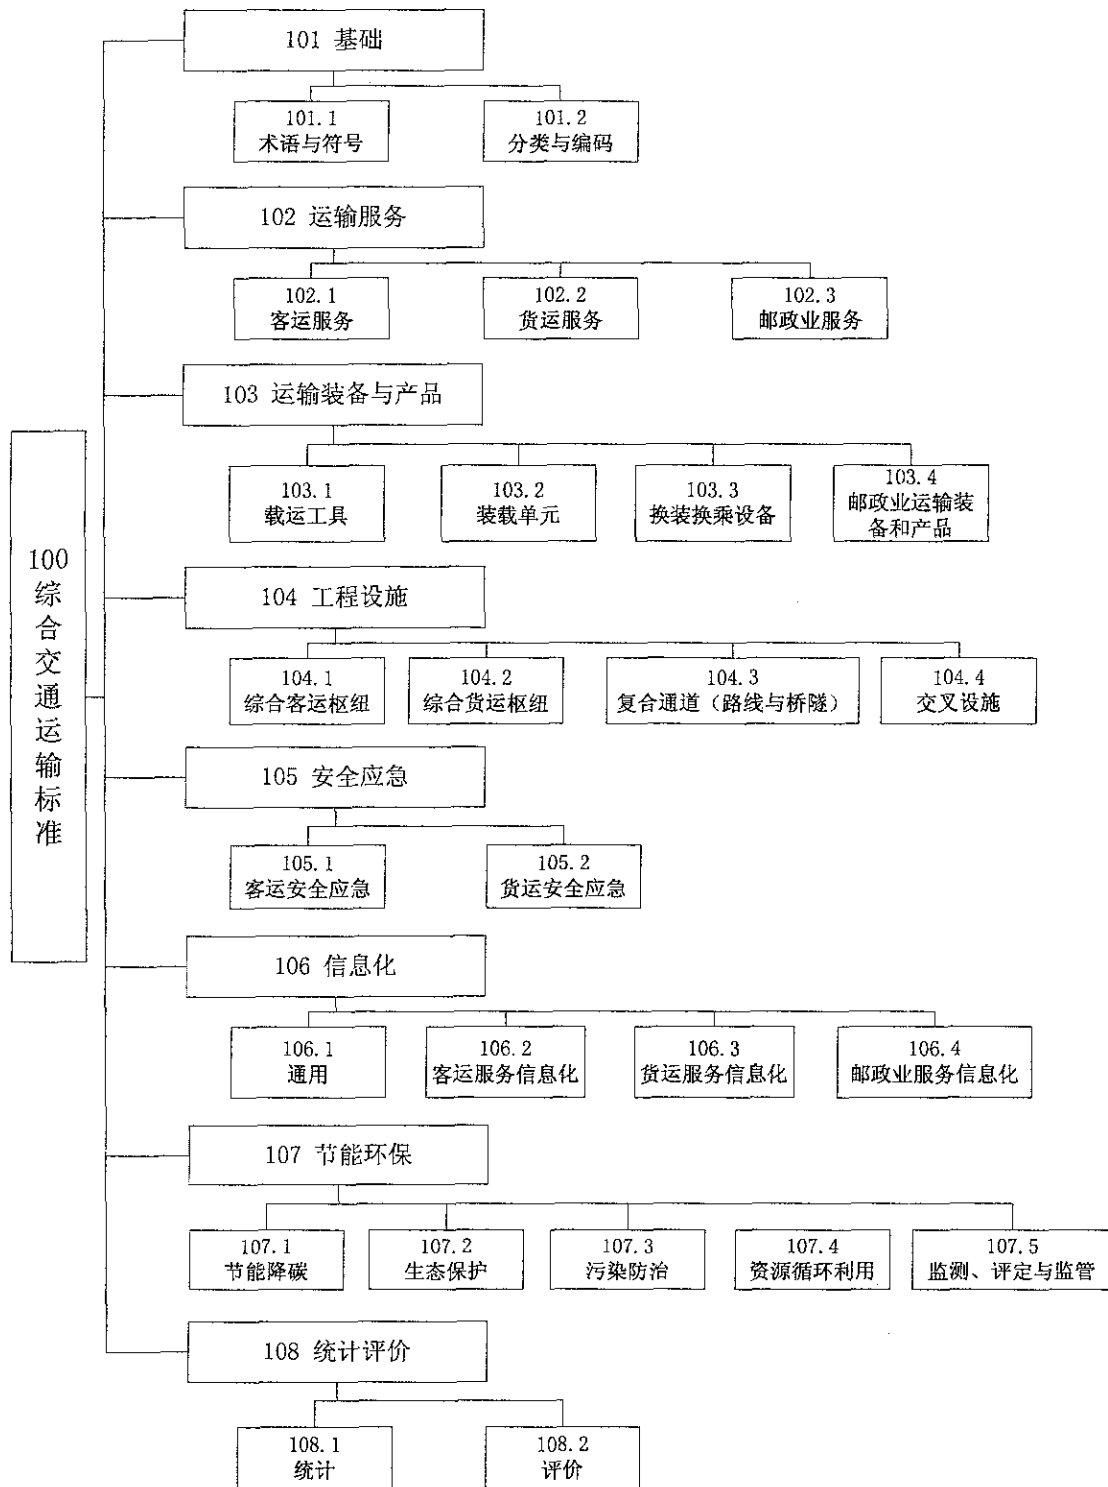 100
综
合
交
通
运
输
标
准
101 基础
101.1
术语与符号
101.2
分类与编码
102 运输服务
102.1
客运服务
102.2
货运服务
102.3
邮政业服务
103 运输装备与产品
103.1
载运工具
103.2
装载单元
103.3
换装换乘设备
103.4
邮政业运输装
备和产品
104 工程设施
104.1
综合客运枢纽
104.2
综合货运枢纽
104.3
复合通道（路线与桥隧）
104.4
交叉设施
105 安全应急
105.1
客运安全应急
105.2
货运安全应急
106 信息化
106.1
通用
106.2
客运服务信息化
106.3
货运服务信息化
106.4
邮政业服务信息化
107 节能环保
107.1
节能降碳
107.2
生态保护
107.3
污染防治
107.4
资源循环利用
107.5
监测、评定与监管
108 统计评价
108.1
统计
108.2
评价